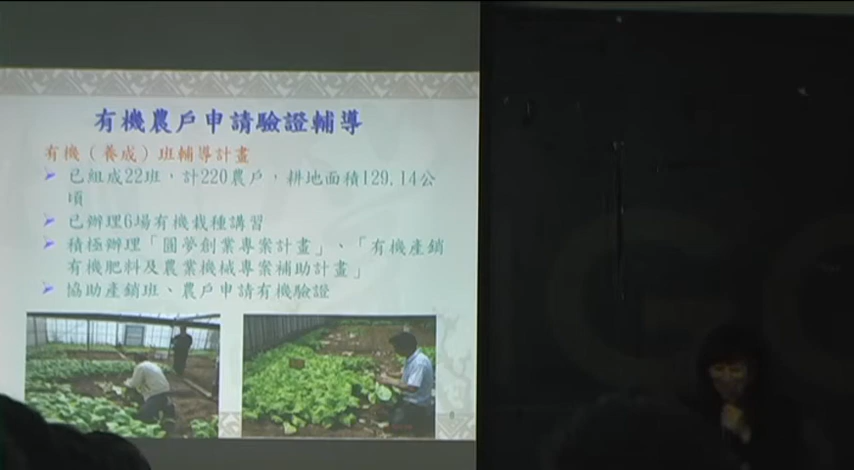 有機農戶申請驗證輔導
有機（養成）班輔導計畫
已組成22班，計220農戶，耕地面積129.14公
頃
已辦理6場有機栽種講習
積極辦理「圓夢創業專案計畫」、「有機產銷
有機肥料及農業機械專案補助計畫」
協助產銷班、農戶申請有機驗證
6
GO